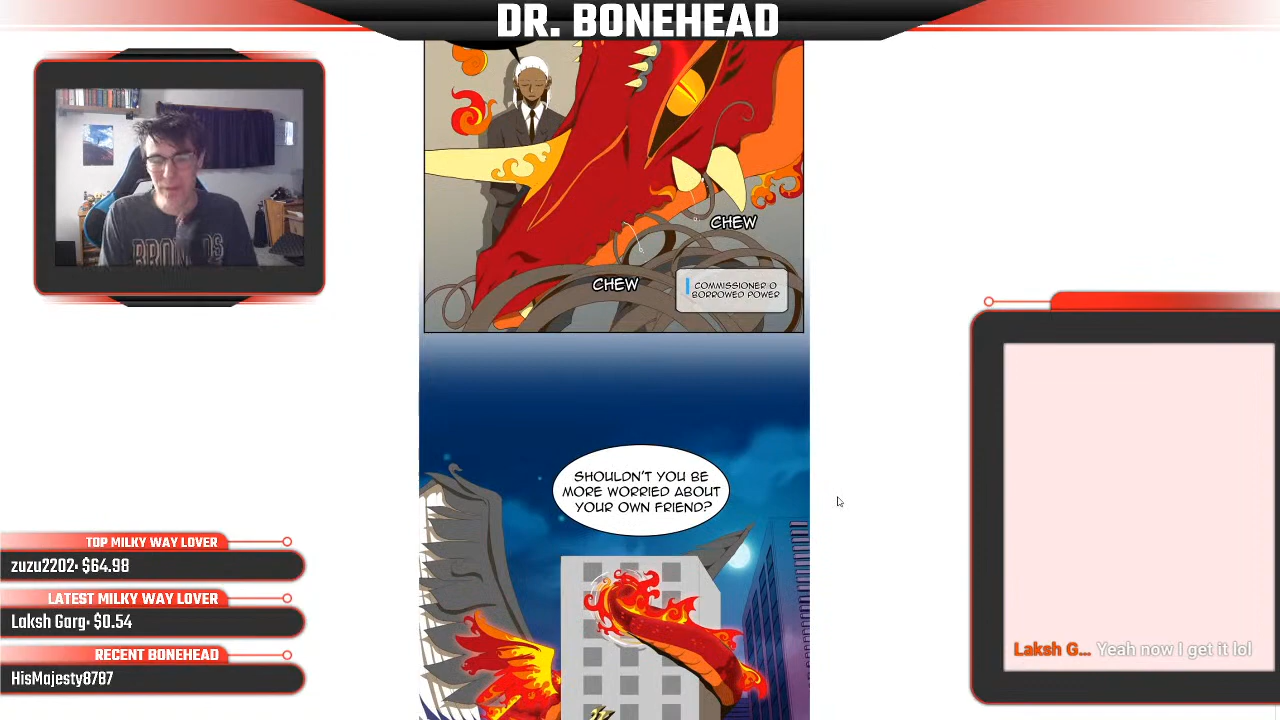 DR. BONEHEAD
CHEW
CHEW
COMMISSIONER O
BORROWED POWER
SHOULDN'T YOU BE
MORE WORRIED ABOUT
YOUR OWN FRIEND?
TOP MILKY WAY LOVER
zuzu2202• $64.98
LATEST MILKY WAY LOVER
Laksh Garg• $0.54
RECENT BONEHEAD
HisMajesty8787
Laksh G... Yeah now I get it lol